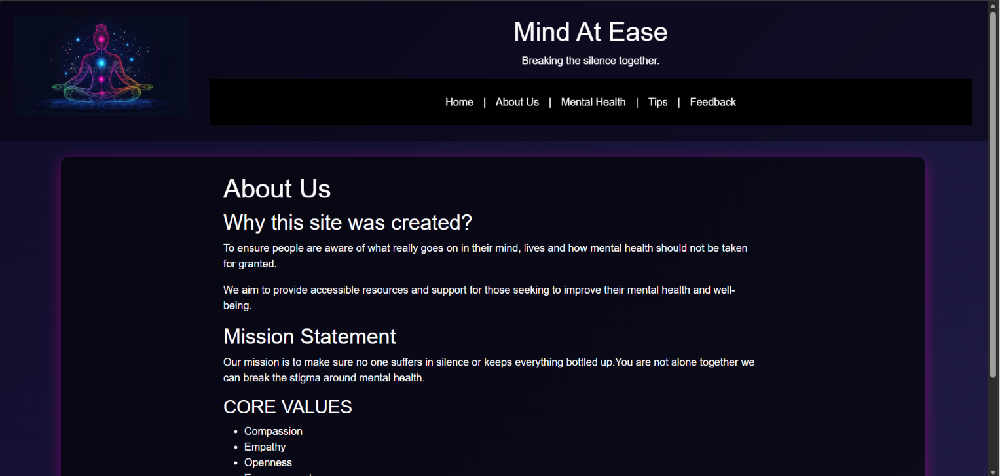 Mind At Ease
Breaking the silence together.
Home | About Us | Mental Health | Tips | Feedback
About Us
Why this site was created?
To ensure people are aware of what really goes on in their mind, lives and how mental health should not be taken
for granted.
We aim to provide accessible resources and support for those seeking to improve their mental health and well-
being.
Mission Statement
Our mission is to make sure no one suffers in silence or keeps everything bottled up.You are not alone together we
can break the stigma around mental health.
CORE VALUES
• Compassion
• Empathy
• Openness